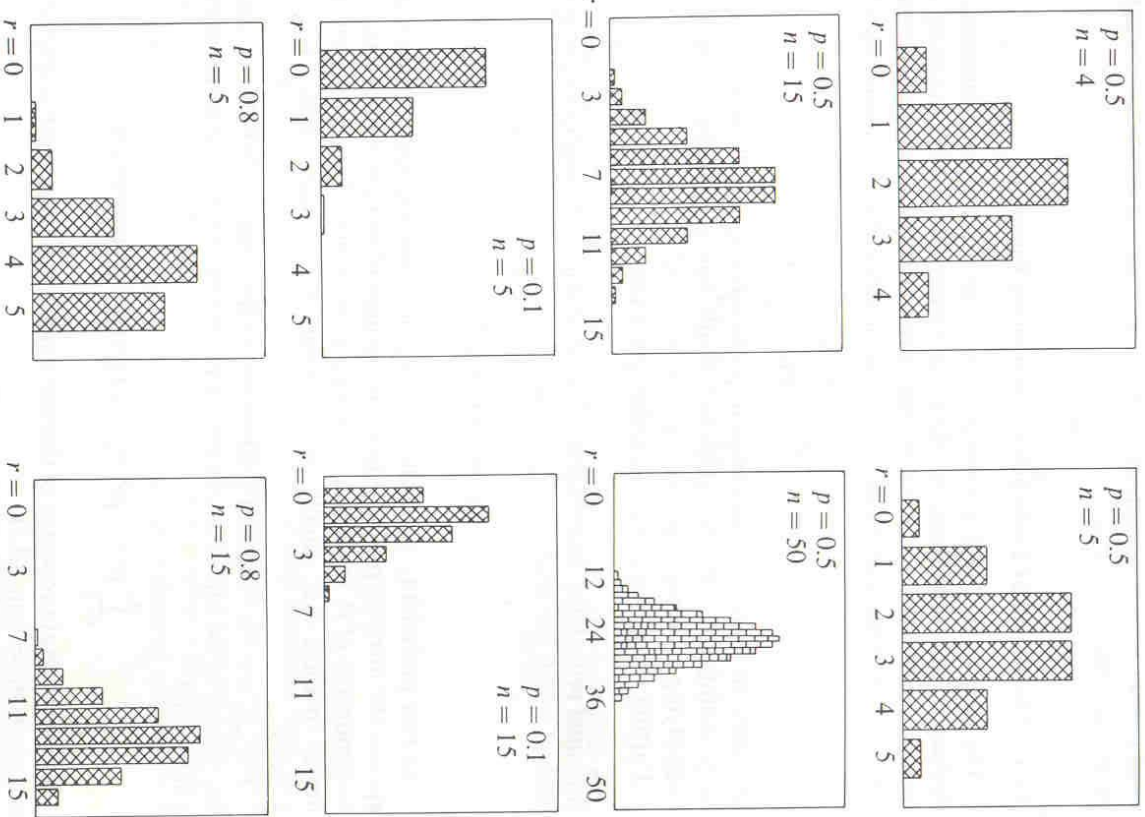 p = 0.5
n = 4
r = 0 1 2 3 4
p = 0.5
n = 5
r = 0 1 2 3 4 5
p = 0.5
n = 15
r = 0 3 7 11 15
p = 0.5
n = 50
r = 0 12 24 36 50
p = 0.1
n = 5
r = 0 1 2 3 4 5
p = 0.1
n = 15
r = 0 3 7 11 15
p = 0.8
n = 5
r = 0 1 2 3 4 5
p = 0.8
n = 15
r = 0 3 7 11 15